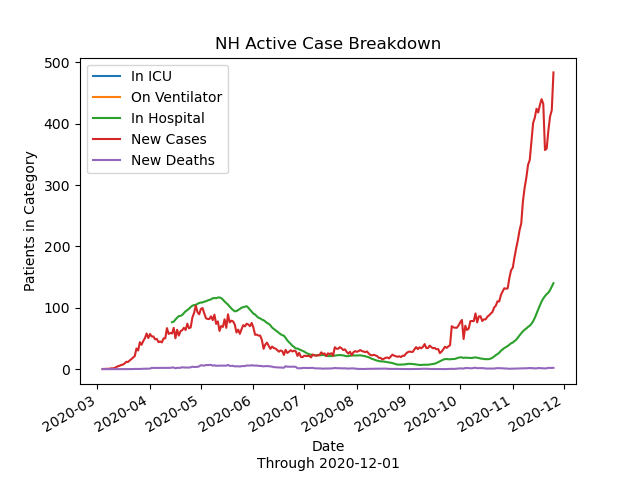 NH Active Case Breakdown
In ICU
On Ventilator
In Hospital
New Cases
New Deaths
Patients in Category
500
400
300
200
100
0
2020-03
2020-04
2020-05
2020-06
2020-07
2020-08
2020-09
2020-10
2020-11
2020-12
Date
Through 2020-12-01